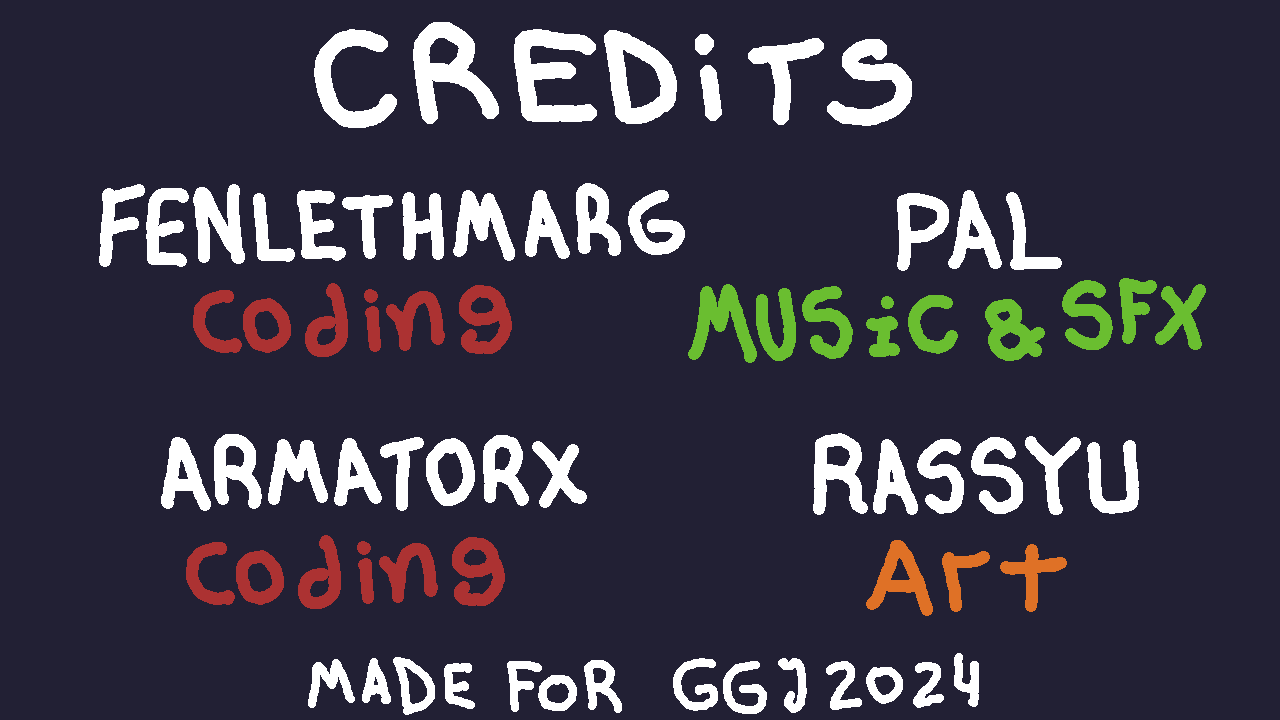 CREDiTS
FENLETHMARG
Coding
PAL
MUSiC & SFX
ARMATORX
Coding
RASSYU
Art
MADE FOR GGJ2024